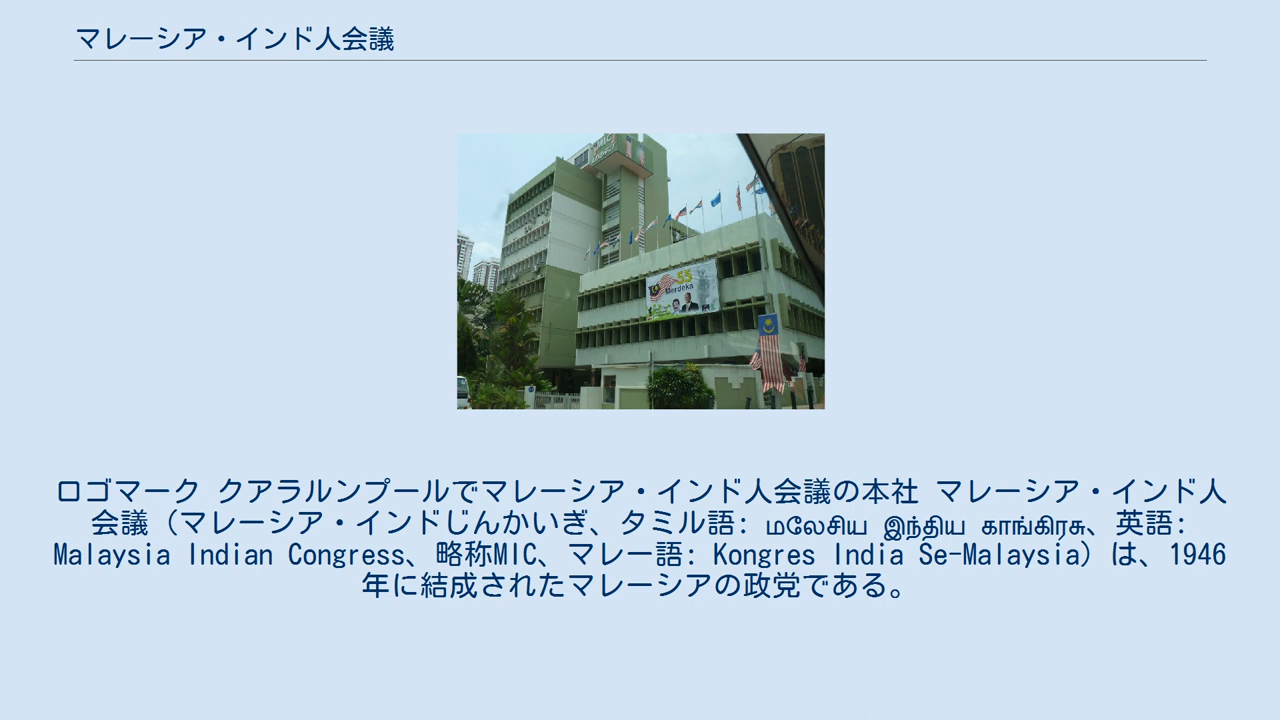 マレーシア・インド人会議
MIC
55
Merdeka
ロゴマーク クアラルンプールでマレーシア・インド人会議の本社 マレーシア・インド人
会議（マレーシア・インドじんかいぎ、タミル語: மலேசிய இந்திய காங்கிரசு、英語:
Malaysia Indian Congress、略称MIC、マレー語: Kongres India Se-Malaysia）は、1946
年に結成されたマレーシアの政党である。